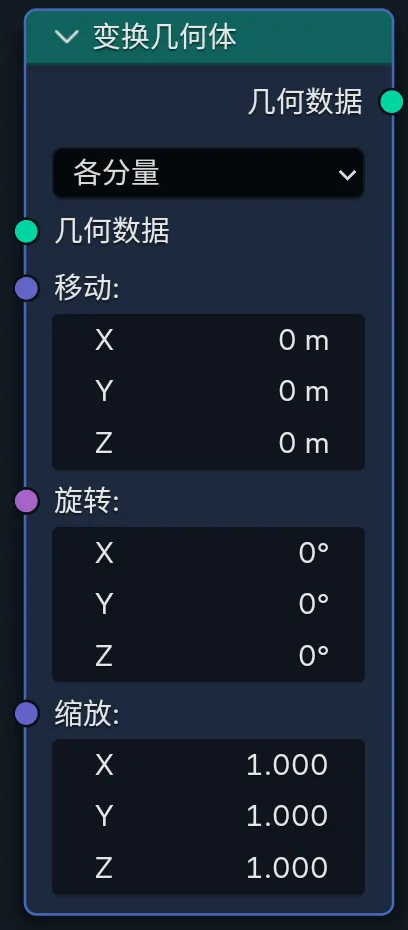 变换几何体
几何数据
各分量
几何数据
移动:
X 0 m
Y 0 m
Z 0 m
旋转:
X 0°
Y 0°
Z 0°
缩放:
X 1.000
Y 1.000
Z 1.000